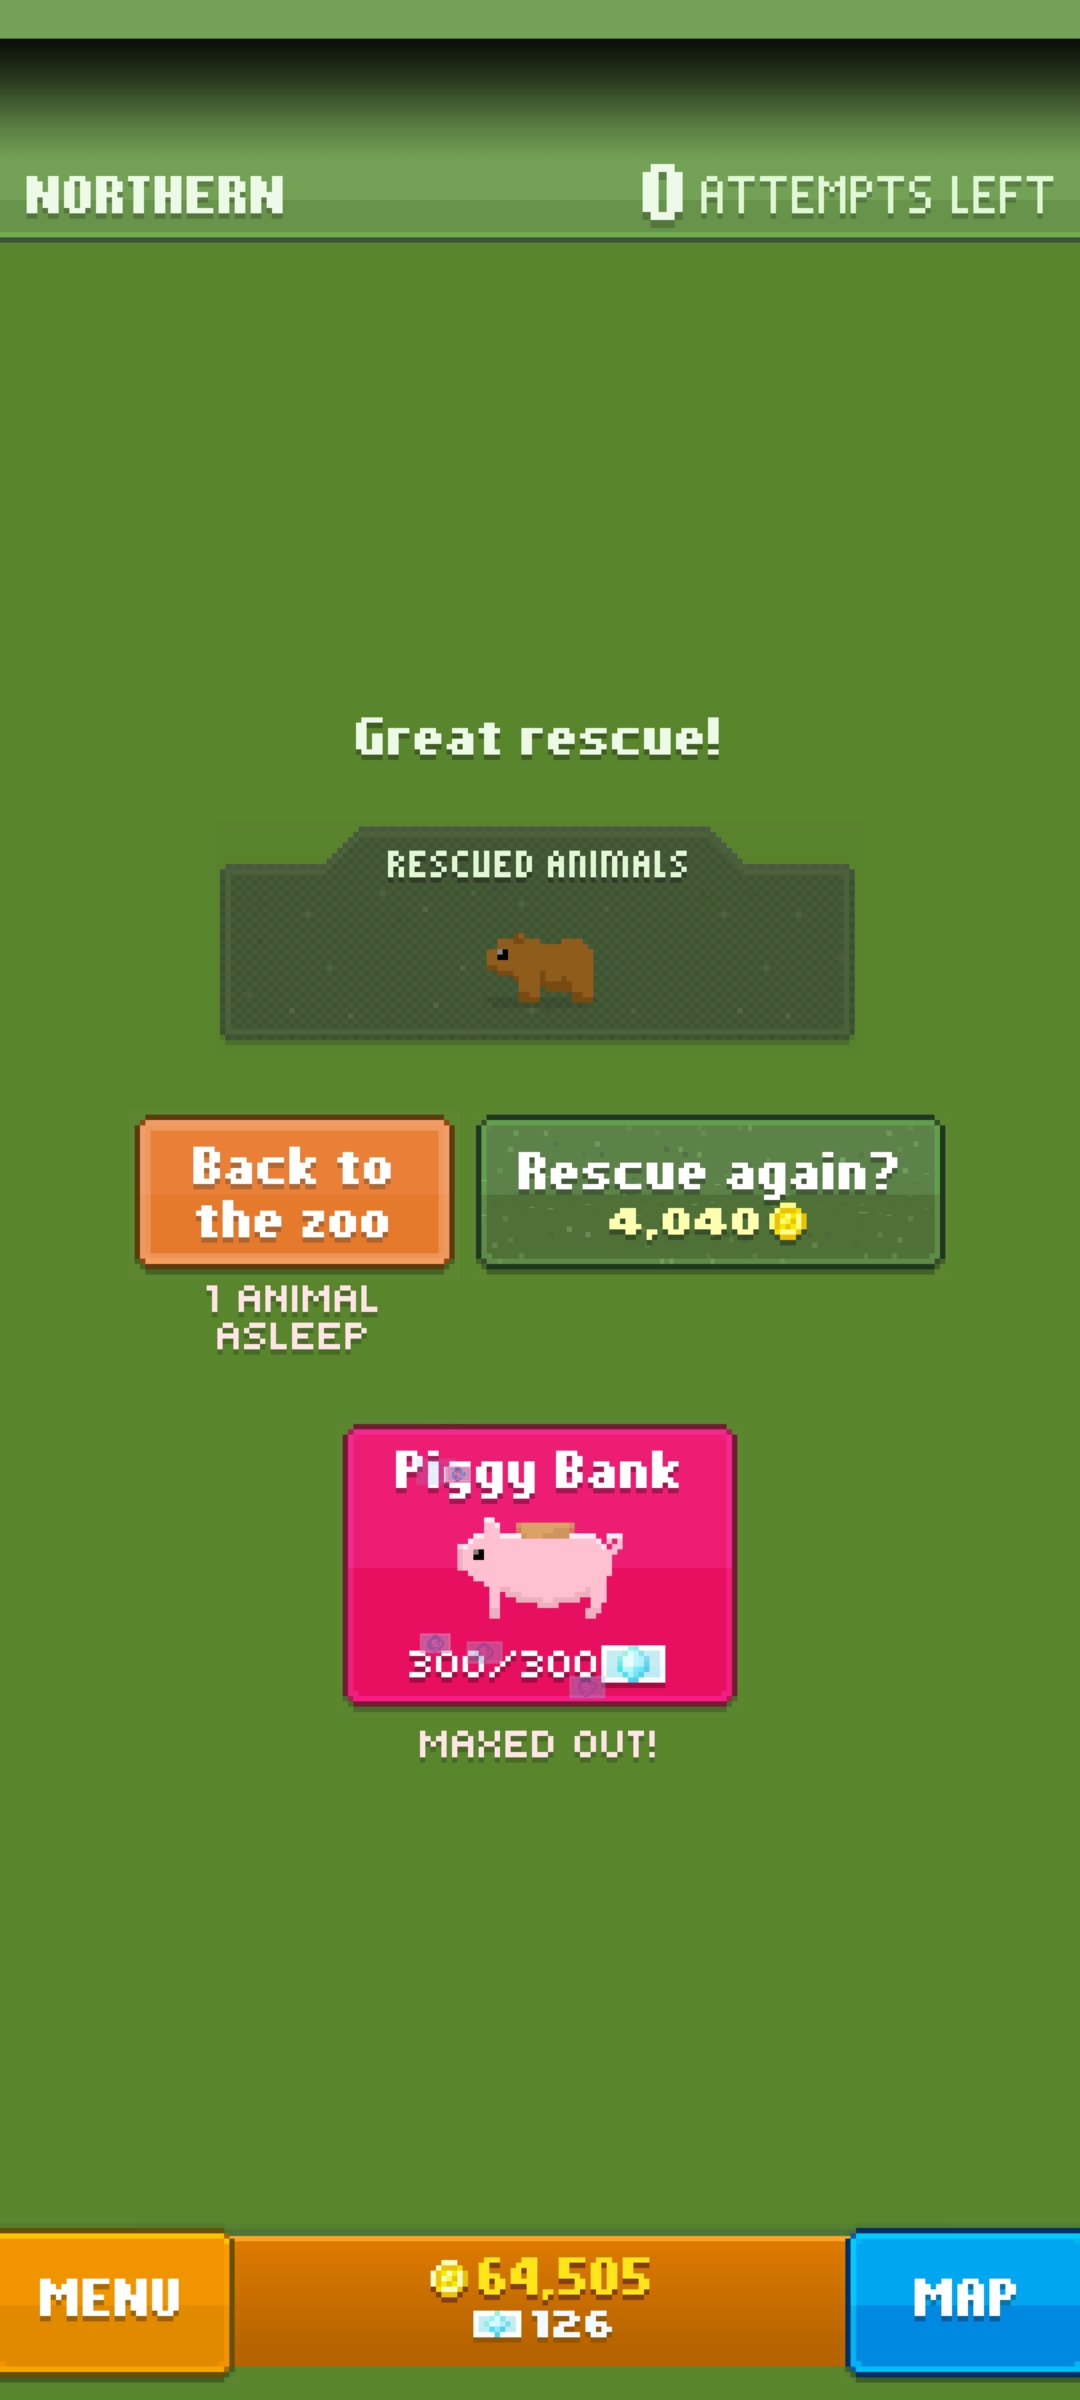 NORTHERN
0 ATTEMPTS LEFT
Great rescue!
RESCUED ANIMALS
Back to
the zoo
Rescue again?
4,040
1 ANIMAL
ASLEEP
Piggy Bank
300/300
MAXED OUT!
MENU
64,505
126
MAP